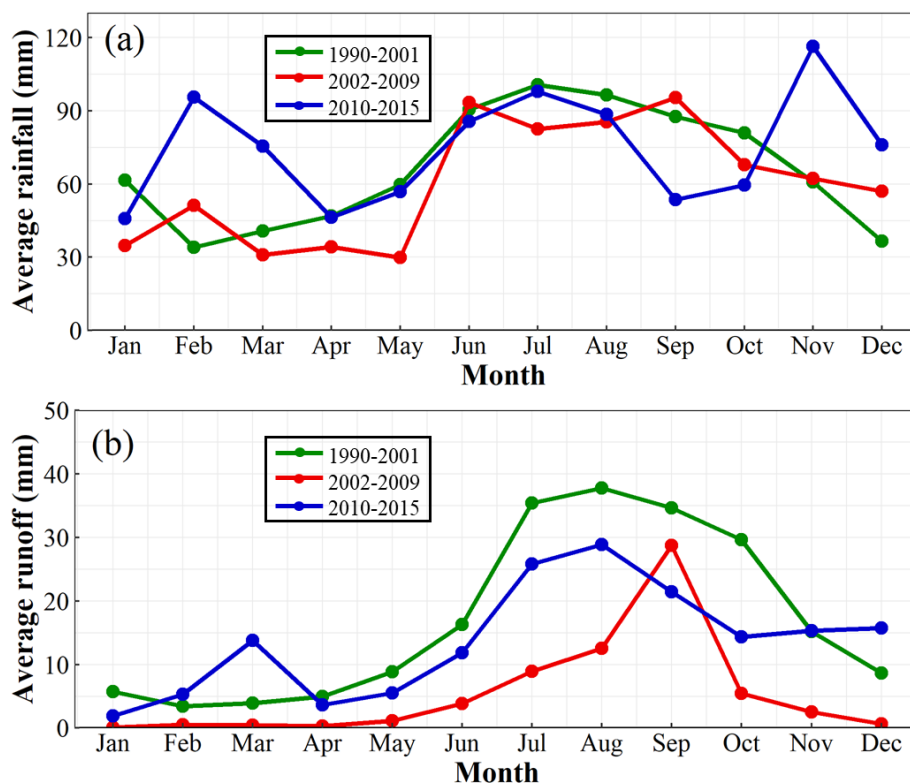 (a)
1990-2001
2002-2009
2010-2015
Average rainfall (mm)
120
90
60
30
0
Jan Feb Mar Apr May Jun Jul Aug Sep Oct Nov Dec
Month
(b)
1990-2001
2002-2009
2010-2015
Average runoff (mm)
50
40
30
20
10
0
Jan Feb Mar Apr May Jun Jul Aug Sep Oct Nov Dec
Month